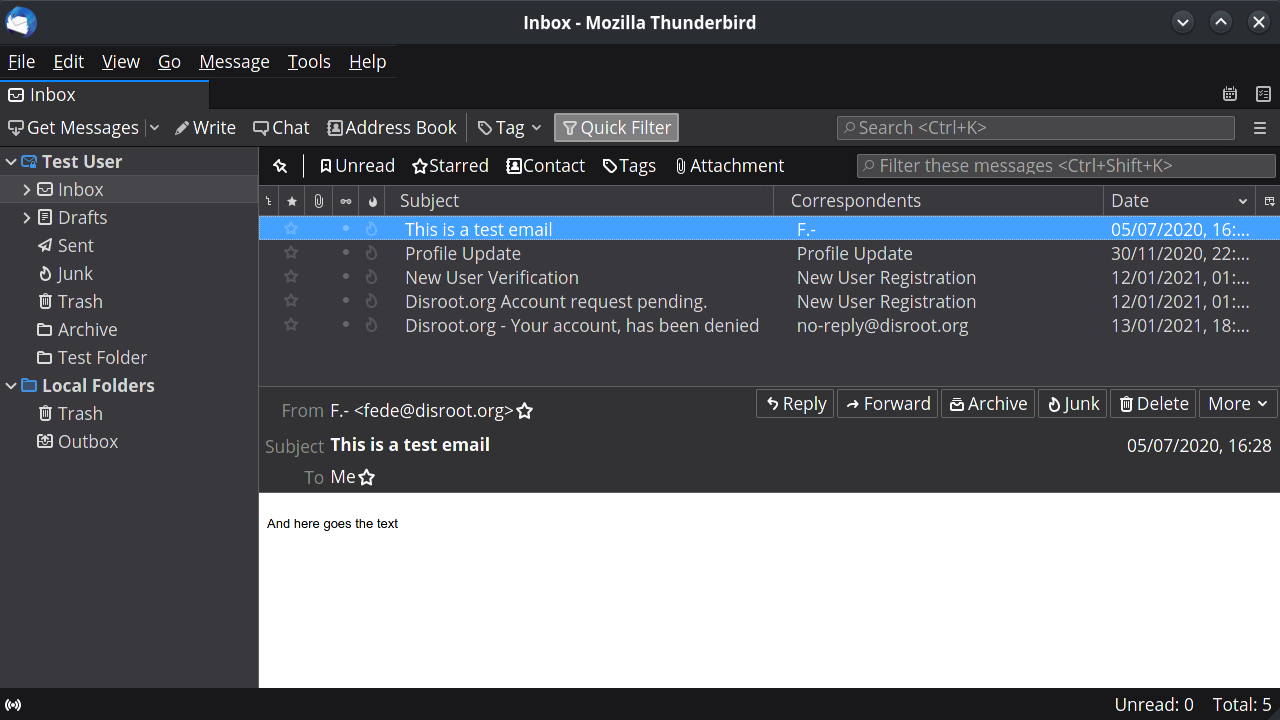 Inbox - Mozilla Thunderbird
File Edit View Go Message Tools Help
Inbox
Get Messages Write Chat Address Book Tag Quick Filter Search <Ctrl+K>
Test User
Inbox
Drafts
Sent
Junk
Trash
Archive
Test Folder
Local Folders
Trash
Outbox
Unread Starred Contact Tags Attachment Filter these messages <Ctrl+Shift+K>
Subject Correspondents Date
This is a test email F.- 05/07/2020, 16:...
Profile Update Profile Update 30/11/2020, 22:...
New User Verification New User Registration 12/01/2021, 01:...
Disroot.org Account request pending. New User Registration 12/01/2021, 01:...
Disroot.org - Your account, has been denied no-reply@disroot.org 13/01/2021, 18:...
From F.- <fede@disroot.org> Reply Forward Archive Junk Delete More
Subject This is a test email 05/07/2020, 16:28
To Me
And here goes the text
Unread: 0 Total: 5